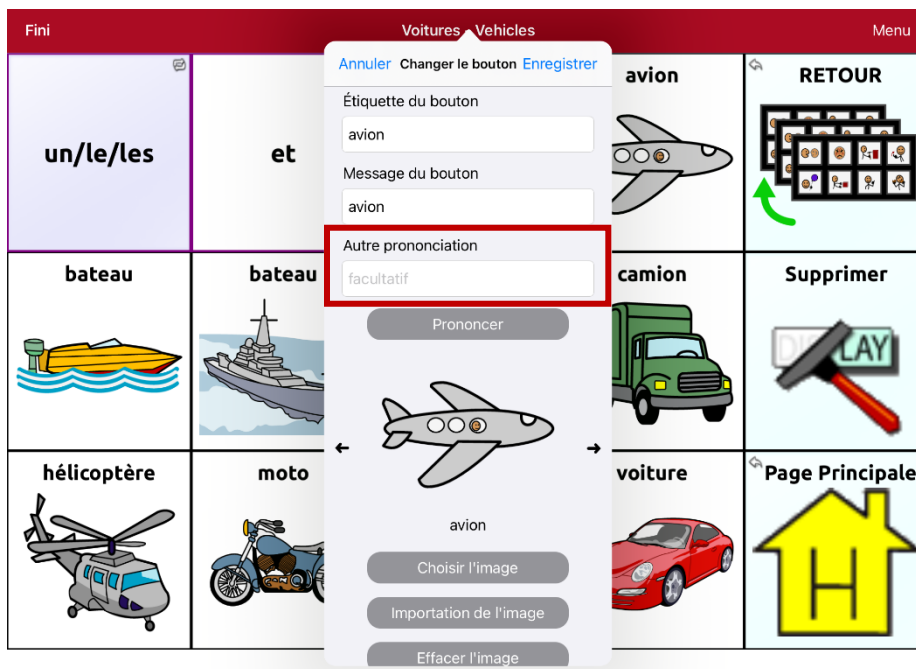 Fini
Voitures - Vehicles
Menu
Annuler Changer le bouton Enregistrer
Étiquette du bouton
avion
Message du bouton
avion
Autre prononciation
facultatif
Prononcer
avion
Choisir l'image
Importation de l'image
Effacer l'image
un/le/les
et
avion
RETOUR
bateau
bateau
camion
Supprimer
DISPLAY
hélicoptère
moto
voiture
Page Principale
H